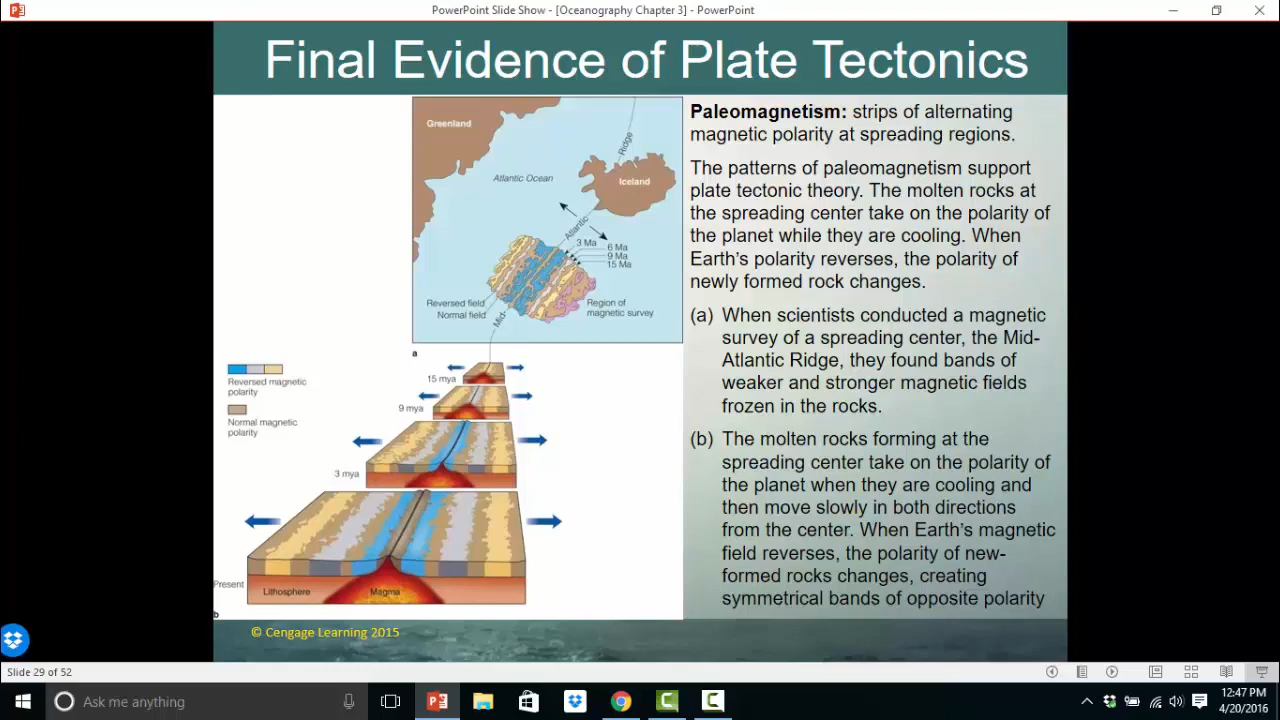 PowerPoint Slide Show - [Oceanography Chapter 3] - PowerPoint
Final Evidence of Plate Tectonics
Greenland
Ridge
Atlantic Ocean
Iceland
Atlantic
3 Ma
6 Ma
9 Ma
15 Ma
Reversed field
Normal field
Mid-
Region of
magnetic survey
a
Reversed magnetic
polarity
Normal magnetic
polarity
15 mya
9 mya
3 mya
Present
Lithosphere
Magma
b
Paleomagnetism: strips of alternating
magnetic polarity at spreading regions.
The patterns of paleomagnetism support
plate tectonic theory. The molten rocks at
the spreading center take on the polarity of
the planet while they are cooling. When
Earth's polarity reverses, the polarity of
newly formed rock changes.
(a) When scientists conducted a magnetic
survey of a spreading center, the Mid-
Atlantic Ridge, they found bands of
weaker and stronger magnetic fields
frozen in the rocks.
(b) The molten rocks forming at the
spreading center take on the polarity of
the planet when they are cooling and
then move slowly in both directions
from the center. When Earth's magnetic
field reverses, the polarity of new-
formed rocks changes, creating
symmetrical bands of opposite polarity
© Cengage Learning 2015
Slide 29 of 52
Ask me anything
12:47 PM
4/20/2016